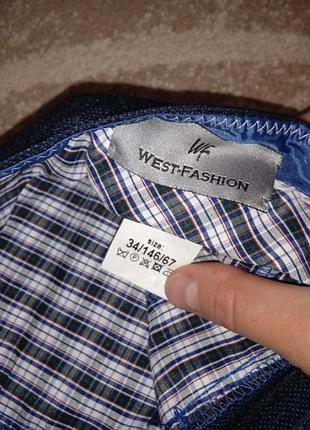 WF
WEST-FASHION
size:
34/146/67
P